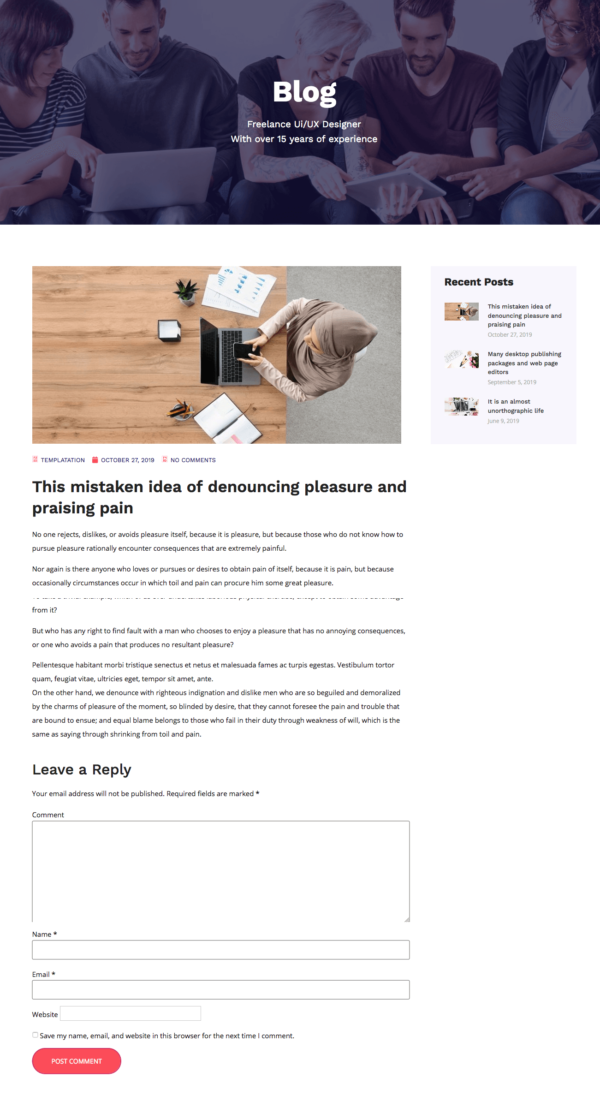 Blog
Freelance Ui/UX Designer
With over 15 years of experience
TEMPLATATION OCTOBER 27, 2019 NO COMMENTS
This mistaken idea of denouncing pleasure and
praising pain
No one rejects, dislikes, or avoids pleasure itself, because it is pleasure, but because those who do not know how to
pursue pleasure rationally encounter consequences that are extremely painful.
Nor again is there anyone who loves or pursues or desires to obtain pain of itself, because it is pain, but because
occasionally circumstances occur in which toil and pain can procure him some great pleasure.
from it?
But who has any right to find fault with a man who chooses to enjoy a pleasure that has no annoying consequences,
or one who avoids a pain that produces no resultant pleasure?
Pellentesque habitant morbi tristique senectus et netus et malesuada fames ac turpis egestas. Vestibulum tortor
quam, feugiat vitae, ultricies eget, tempor sit amet, ante.
On the other hand, we denounce with righteous indignation and dislike men who are so beguiled and demoralized
by the charms of pleasure of the moment, so blinded by desire, that they cannot foresee the pain and trouble that
are bound to ensue; and equal blame belongs to those who fail in their duty through weakness of will, which is the
same as saying through shrinking from toil and pain.
Leave a Reply
Your email address will not be published. Required fields are marked *
Comment
Name *
Email *
Website
Save my name, email, and website in this browser for the next time I comment.
POST COMMENT
Recent Posts
This mistaken idea of
denouncing pleasure and
praising pain
October 27, 2019
Many desktop publishing
packages and web page
editors
September 5, 2019
It is an almost
unorthographic life
June 9, 2019